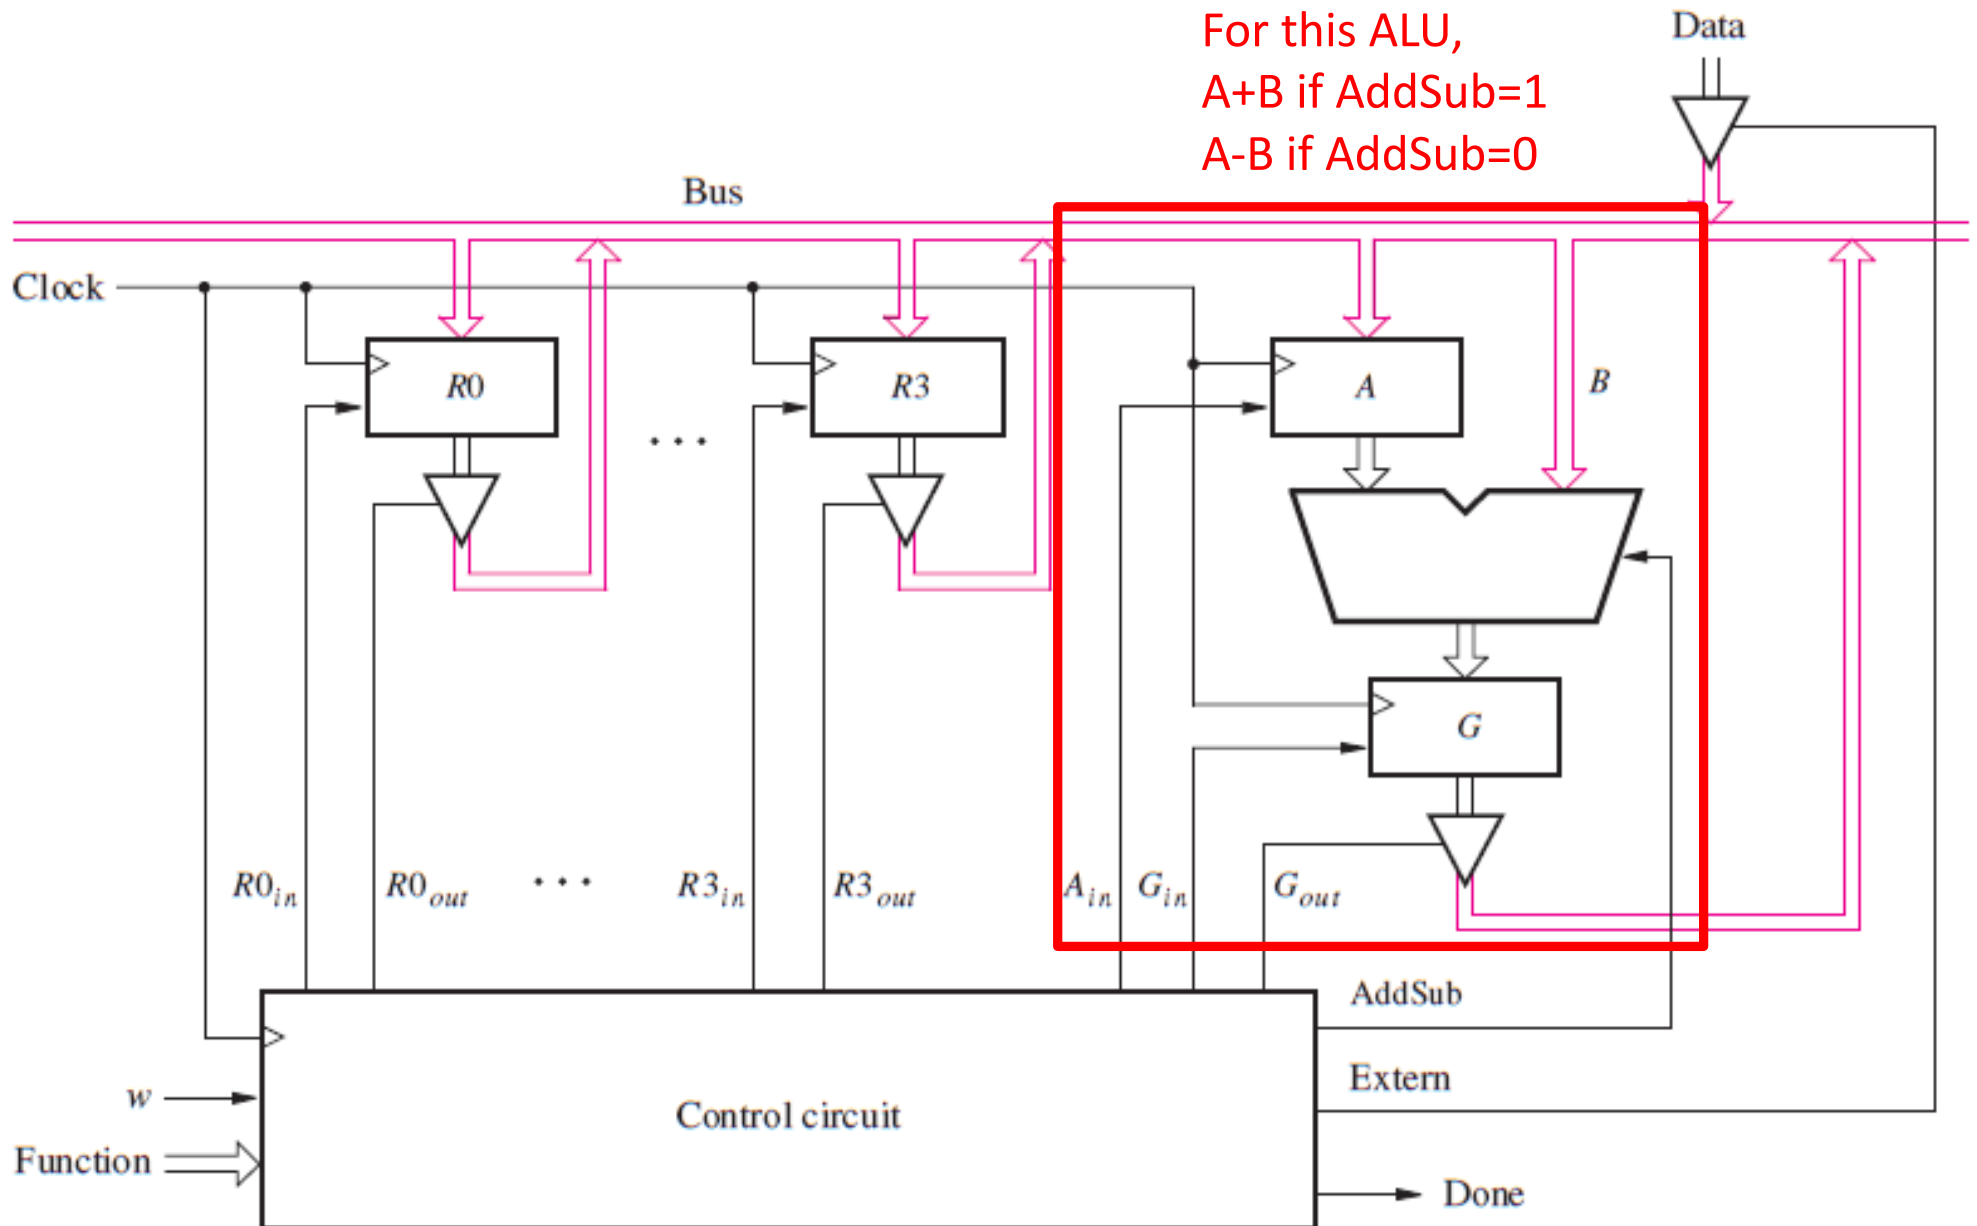 For this ALU,
A+B if AddSub=1
A-B if AddSub=0
Data
Bus
Clock
R0
R3
A
B
. . .
G
R0in
R0out
. . .
R3in
R3out
Ain
Gin
Gout
AddSub
Extern
w
Control circuit
Function
Done